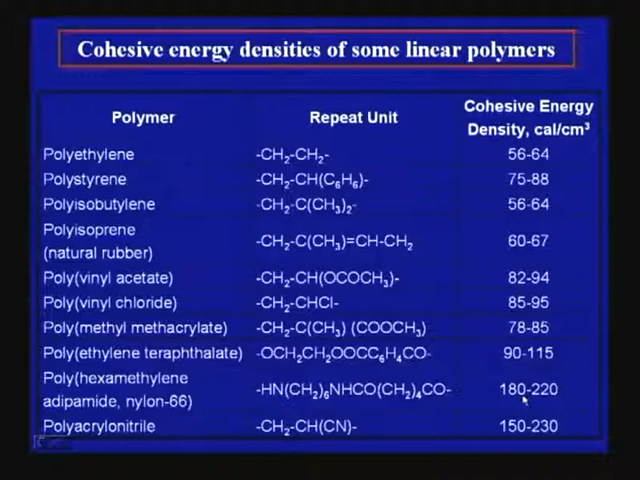 Cohesive energy densities of some linear polymers
Polymer Repeat Unit Cohesive Energy Density, cal/cm³
Polyethylene -CH₂-CH₂- 56-64
Polystyrene -CH₂-CH(C₆H₆)- 75-88
Polyisobutylene -CH₂-C(CH₃)₂- 56-64
Polyisoprene
(natural rubber) -CH₂-C(CH₃)=CH-CH₂ 60-67
Poly(vinyl acetate) -CH₂-CH(OCOCH₃)- 82-94
Poly(vinyl chloride) -CH₂-CHCl- 85-95
Poly(methyl methacrylate) -CH₂-C(CH₃) (COOCH₃) 78-85
Poly(ethylene teraphthalate) -OCH₂CH₂OOCC₆H₄CO- 90-115
Poly(hexamethylene
adipamide, nylon-66) -HN(CH₂)₆NHCO(CH₂)₄CO- 180-220
Polyacrylonitrile -CH₂-CH(CN)- 150-230